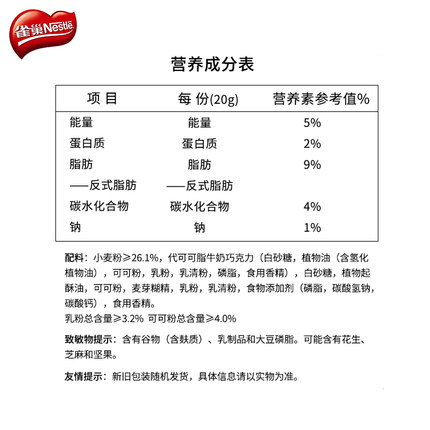 雀巢Nestle
营养成分表
项 目 每 份(20g) 营养素参考值%
能量 能量 5%
蛋白质 蛋白质 2%
脂肪 脂肪 9%
——反式脂肪 ——反式脂肪
碳水化合物 碳水化合物 4%
钠 钠 1%
配料：小麦粉≥26.1%，代可可脂牛奶巧克力（白砂糖，植物油（含氢化
植物油），可可粉，乳粉，乳清粉，磷脂，食用香精），白砂糖，植物起
酥油，可可粉，麦芽糊精，乳粉，乳清粉，食物添加剂（磷脂，碳酸氢钠，
碳酸钙），食用香精。
乳粉总含量≥3.2% 可可粉总含量≥4.0%
致敏物提示：含有谷物（含麸质）、乳制品和大豆磷脂。可能含有花生、
芝麻和坚果。
友情提示：新旧包装随机发货，具体信息请以实物为准。